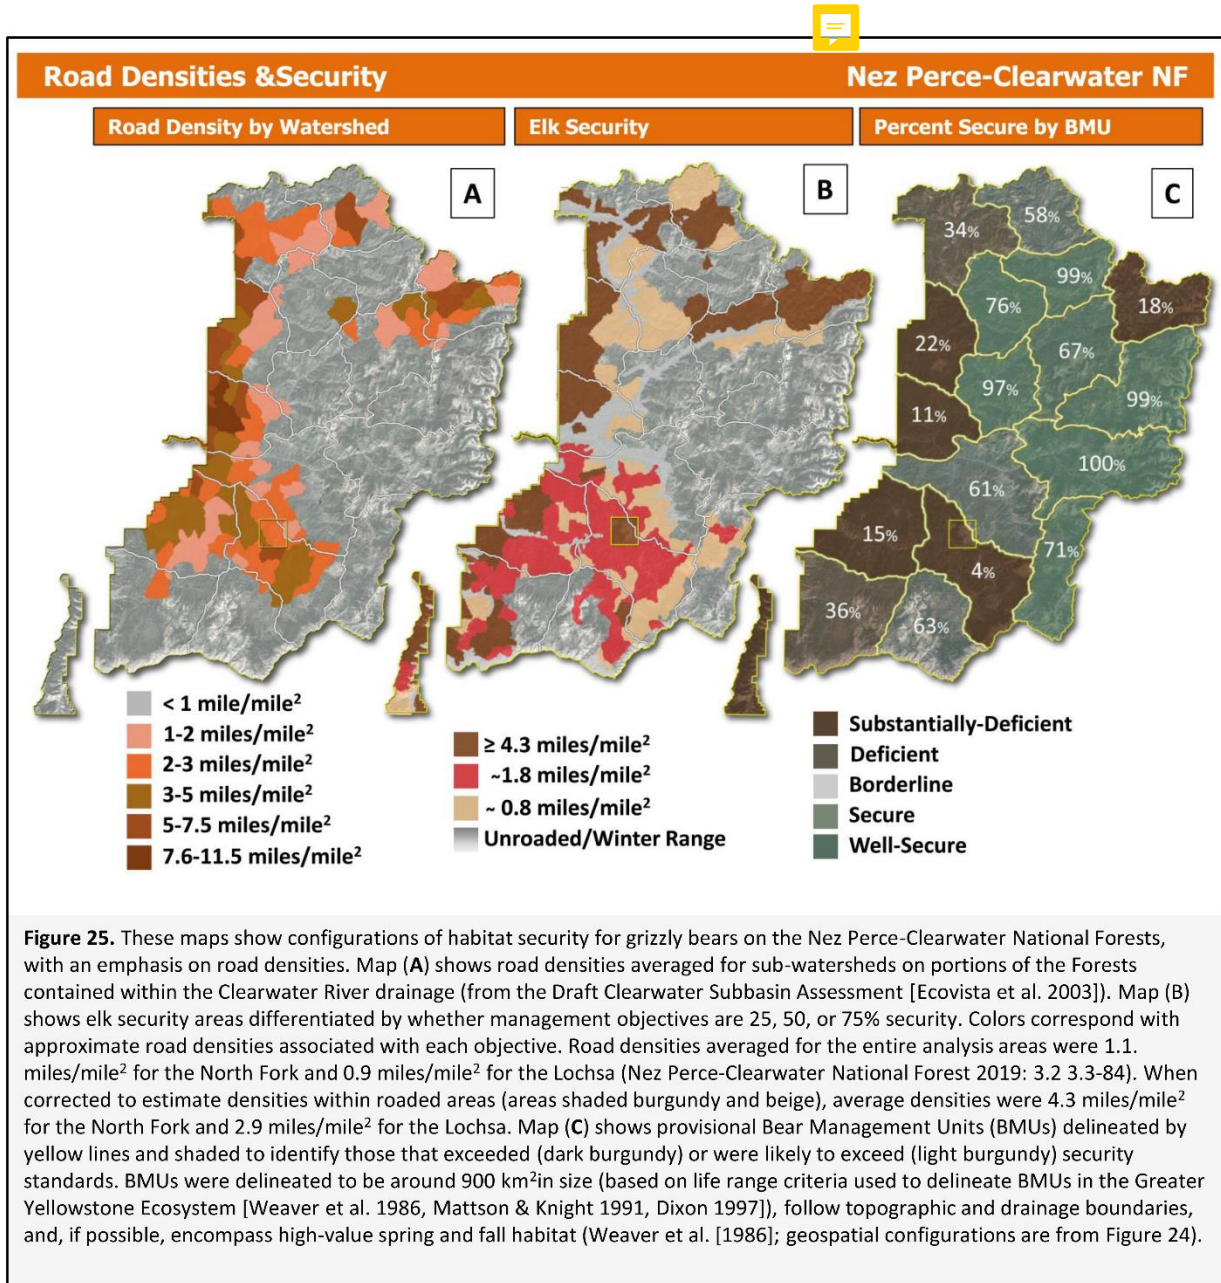 Road Densities &Security
Nez Perce-Clearwater NF
Road Density by Watershed
Elk Security
Percent Secure by BMU
A
B
C
34%
58%
99%
76%
18%
22%
67%
97%
99%
11%
100%
61%
15%
71%
4%
36%
63%
< 1 mile/mile²
1-2 miles/mile²
2-3 miles/mile²
3-5 miles/mile²
5-7.5 miles/mile²
7.6-11.5 miles/mile²
≥ 4.3 miles/mile²
~1.8 miles/mile²
~ 0.8 miles/mile²
Unroaded/Winter Range
Substantially-Deficient
Deficient
Borderline
Secure
Well-Secure
Figure 25. These maps show configurations of habitat security for grizzly bears on the Nez Perce-Clearwater National Forests,
with an emphasis on road densities. Map (A) shows road densities averaged for sub-watersheds on portions of the Forests
contained within the Clearwater River drainage (from the Draft Clearwater Subbasin Assessment [Ecovista et al. 2003]). Map (B)
shows elk security areas differentiated by whether management objectives are 25, 50, or 75% security. Colors correspond with
approximate road densities associated with each objective. Road densities averaged for the entire analysis areas were 1.1.
miles/mile² for the North Fork and 0.9 miles/mile² for the Lochsa (Nez Perce-Clearwater National Forest 2019: 3.2 3.3-84). When
corrected to estimate densities within roaded areas (areas shaded burgundy and beige), average densities were 4.3 miles/mile²
for the North Fork and 2.9 miles/mile² for the Lochsa. Map (C) shows provisional Bear Management Units (BMUs) delineated by
yellow lines and shaded to identify those that exceeded (dark burgundy) or were likely to exceed (light burgundy) security
standards. BMUs were delineated to be around 900 km²in size (based on life range criteria used to delineate BMUs in the Greater
Yellowstone Ecosystem [Weaver et al. 1986, Mattson & Knight 1991, Dixon 1997]), follow topographic and drainage boundaries,
and, if possible, encompass high-value spring and fall habitat (Weaver et al. [1986]; geospatial configurations are from Figure 24).